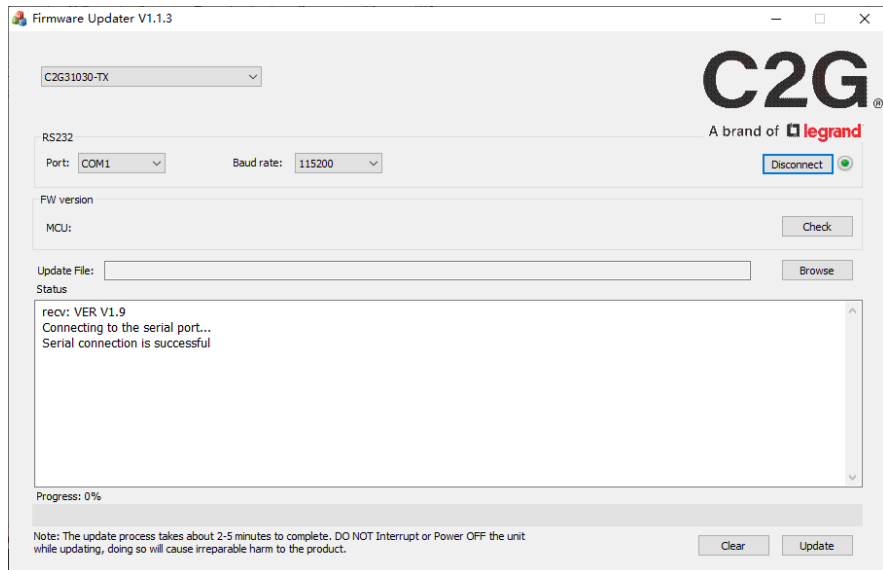 Firmware Updater V1.1.3
C2G31030-TX
C2G®
A brand of legrand
RS232
Port: COM1 Baud rate: 115200 Disconnect
FW version
MCU: Check
Update File: Browse
Status
recv: VER V1.9
Connecting to the serial port...
Serial connection is successful
Progress: 0%
Note: The update process takes about 2-5 minutes to complete. DO NOT Interrupt or Power OFF the unit
while updating, doing so will cause irreparable harm to the product.
Clear Update